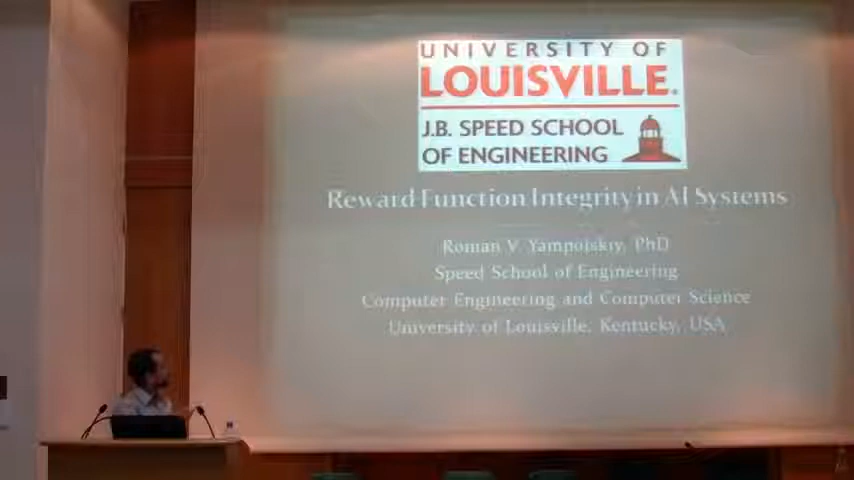 UNIVERSITY OF
LOUISVILLE.
J.B. SPEED SCHOOL
OF ENGINEERING
Reward Function Integrity in AI Systems
Roman V. Yampolskiy, PhD
Speed School of Engineering
Computer Engineering and Computer Science
University of Louisville, Kentucky, USA